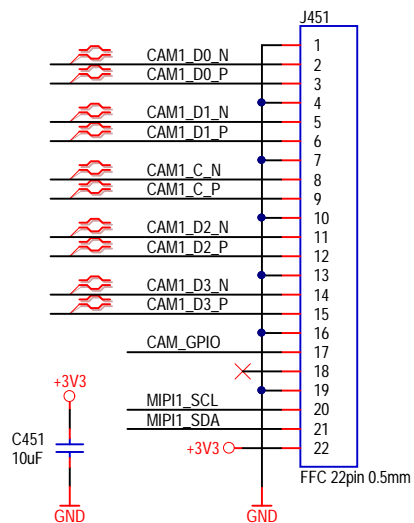 J451
1
CAM1_D0_N 2
CAM1_D0_P 3
4
CAM1_D1_N 5
CAM1_D1_P 6
7
CAM1_C_N 8
CAM1_C_P 9
10
CAM1_D2_N 11
CAM1_D2_P 12
13
CAM1_D3_N 14
CAM1_D3_P 15
16
CAM_GPIO 17
18
+3V3
19
MIPI1_SCL 20
MIPI1_SDA 21
C451
10uF
+3V3 22
FFC 22pin 0.5mm
GND
GND